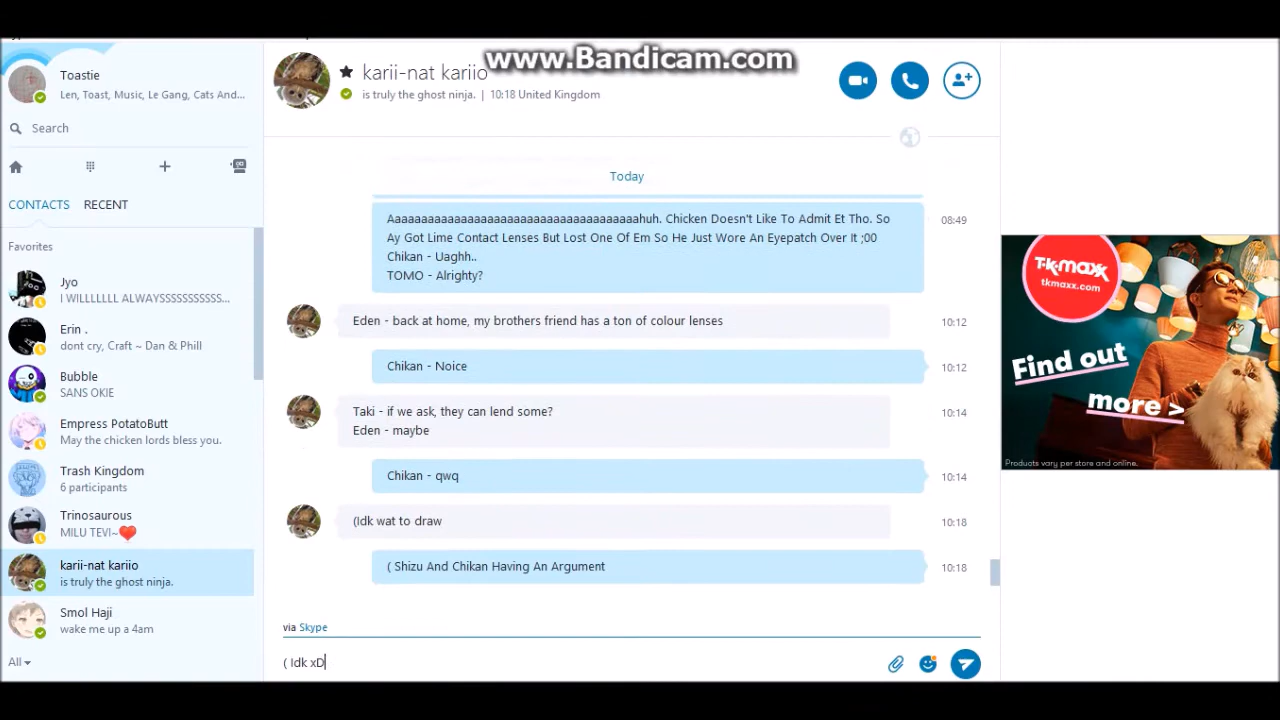 www.Bandicam.com
Toastie
Len, Toast, Music, Le Gang, Cats And...
Search
CONTACTS RECENT
Favorites
Jyo
I WILLLLLLL ALWAYSSSSSSSSSSS...
Erin .
dont cry, Craft ~ Dan & Phill
Bubble
SANS OKIE
Empress PotatoButt
May the chicken lords bless you.
Trash Kingdom
6 participants
Trinosaurous
MILU TEVI~❤
karii-nat kariio
is truly the ghost ninja.
Smol Haji
wake me up a 4am
All
karii-nat kariio
is truly the ghost ninja. | 10:18 United Kingdom
Today
Aaaaaaaaaaaaaaaaaaaaaaaaaaaaaaaaaaaaaahuh. Chicken Doesn't Like To Admit Et Tho. So 08:49
Ay Got Lime Contact Lenses But Lost One Of Em So He Just Wore An Eyepatch Over It ;00
Chikan - Uaghh..
TOMO - Alrighty?
Eden - back at home, my brothers friend has a ton of colour lenses 10:12
Chikan - Noice 10:12
Taki - if we ask, they can lend some? 10:14
Eden - maybe
Chikan - qwq 10:14
(Idk wat to draw 10:18
( Shizu And Chikan Having An Argument 10:18
via Skype
( Idk xD
T·K·maxx
tkmaxx.com
Find out
more >
Products vary per store and online.